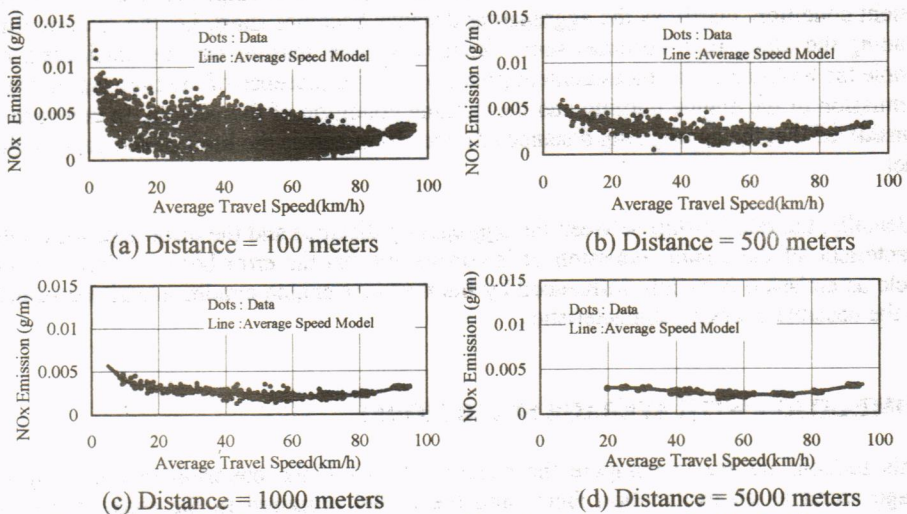 NOx Emission (g/m)
0.015
0.01
0.005
0
Dots : Data
Line :Average Speed Model
0 20 40 60 80 100
Average Travel Speed(km/h)
(a) Distance = 100 meters
NOx Emission (g/m)
0.015
0.01
0.005
0
Dots : Data
Line : Average Speed Model
0 20 40 60 80 100
Average Travel Speed(km/h)
(b) Distance = 500 meters
NOx Emission (g/m)
0.015
0.01
0.005
0
Dots : Data
Line :Average Speed Model
0 20 40 60 80 100
Average Travel Speed(km/h)
(c) Distance = 1000 meters
NOx Emission (g/m)
0.015
0.01
0.005
0
Dots : Data
Line : Average Speed Model
0 20 40 60 80 100
Average Travel Speed(km/h)
(d) Distance = 5000 meters